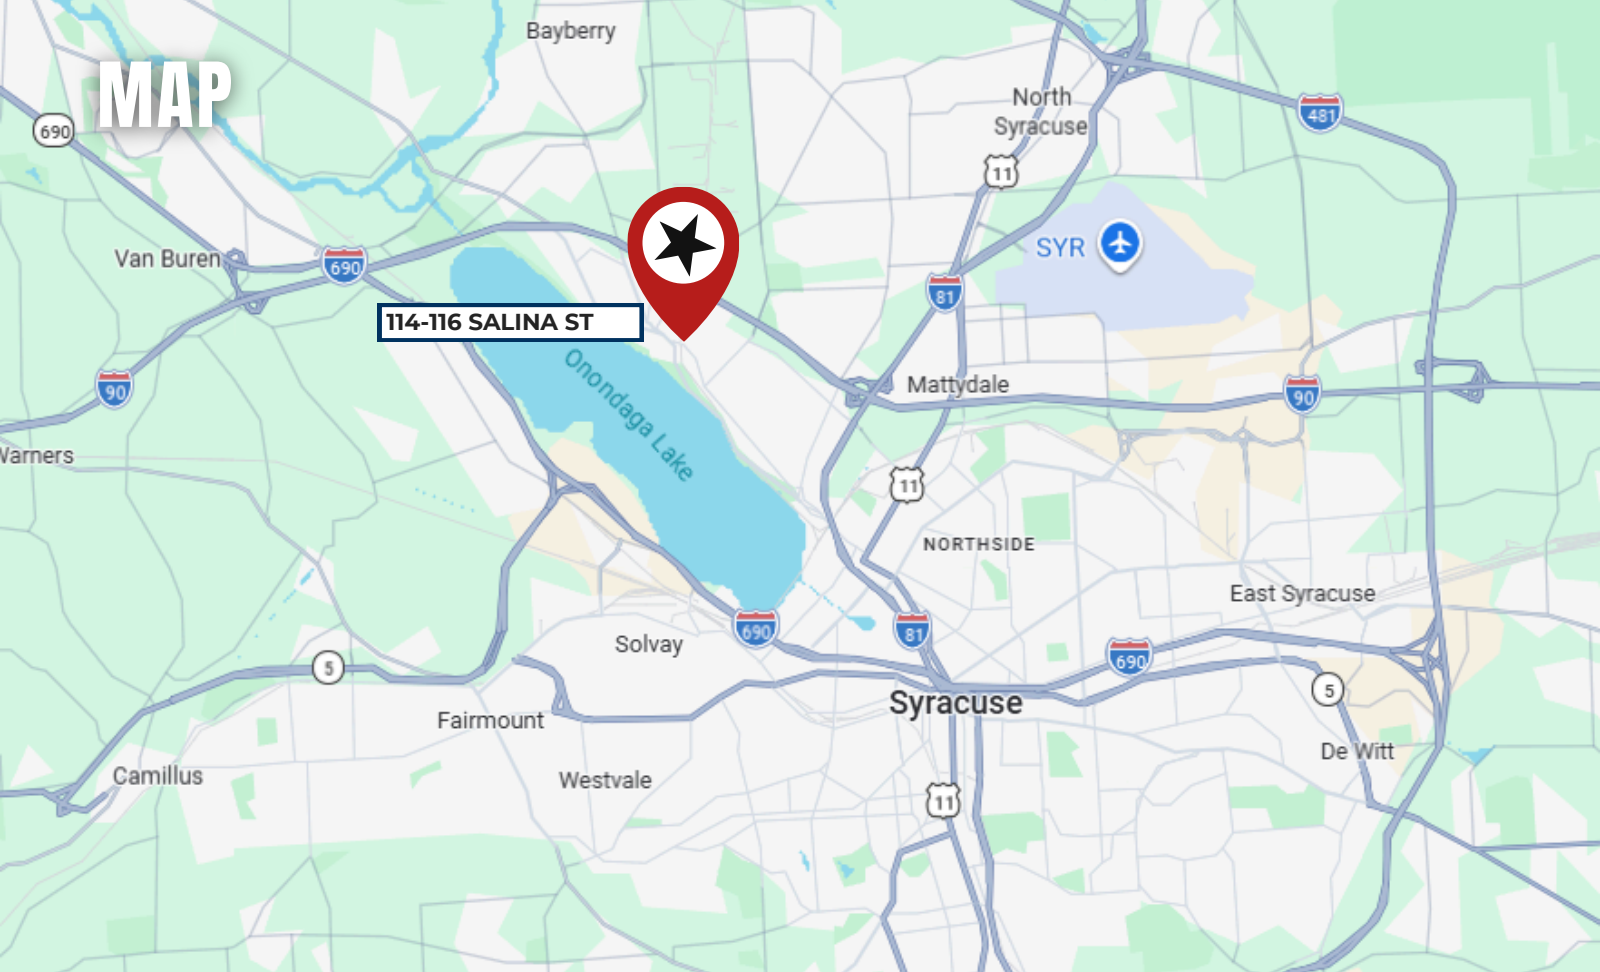 MAP
Bayberry
North
Syracuse
481
690
11
Van Buren
690
SYR
81
114-116 SALINA ST
Onondaga Lake
90
Mattydale
90
Warners
11
NORTHSIDE
East Syracuse
690
81
Solvay
690
5
5
Syracuse
Fairmount
De Witt
Camillus
Westvale
11